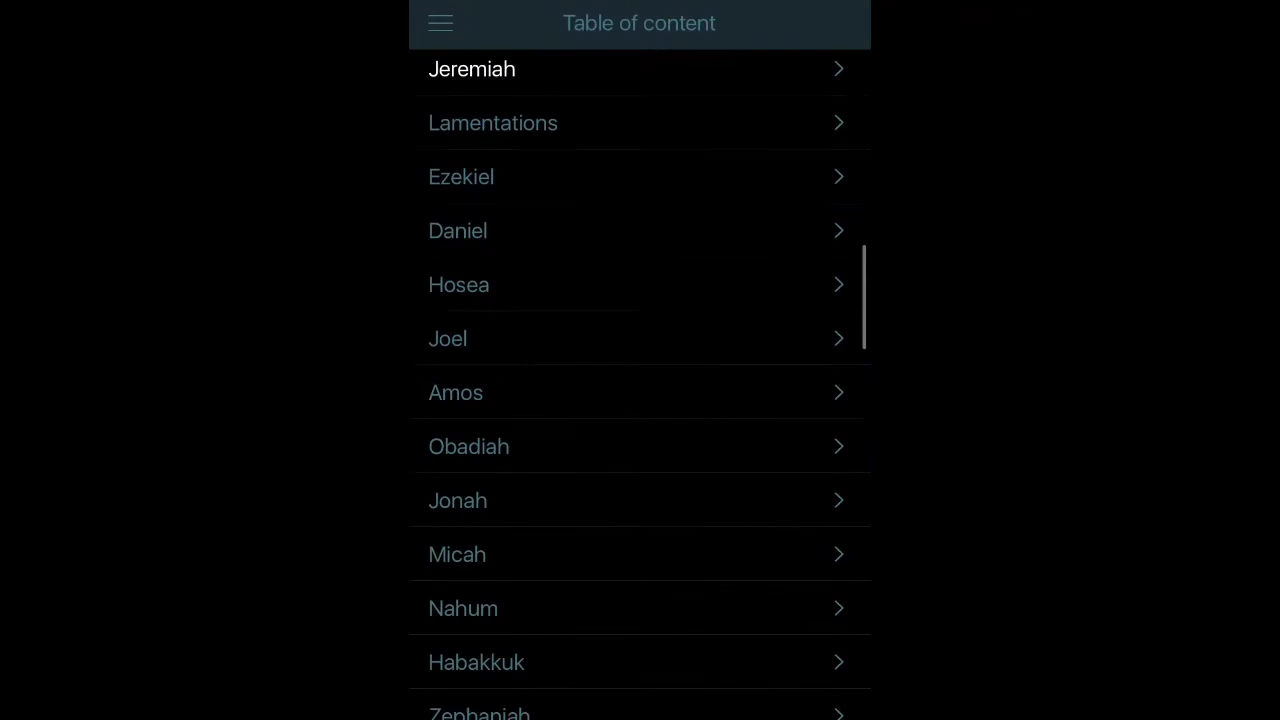 Table of content
Jeremiah
Lamentations
Ezekiel
Daniel
Hosea
Joel
Amos
Obadiah
Jonah
Micah
Nahum
Habakkuk
Zephaniah